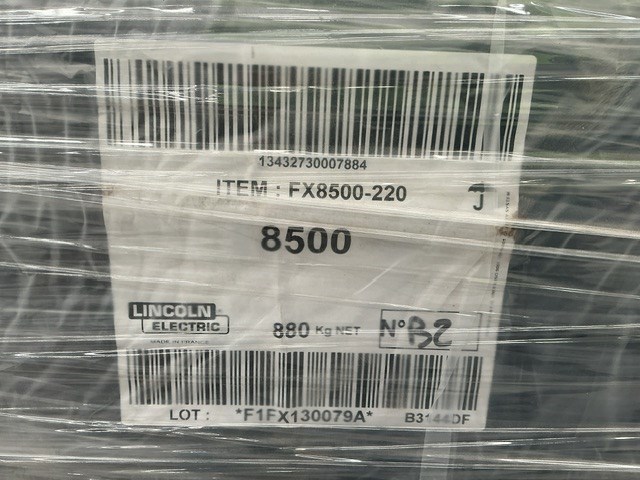 13432730007884
ITEM : FX8500-220
J
8500
LINCOLN
ELECTRIC
MADE IN FRANCE
880 Kg NET
N°B2
LOT : *F1FX130079A* B3144DF